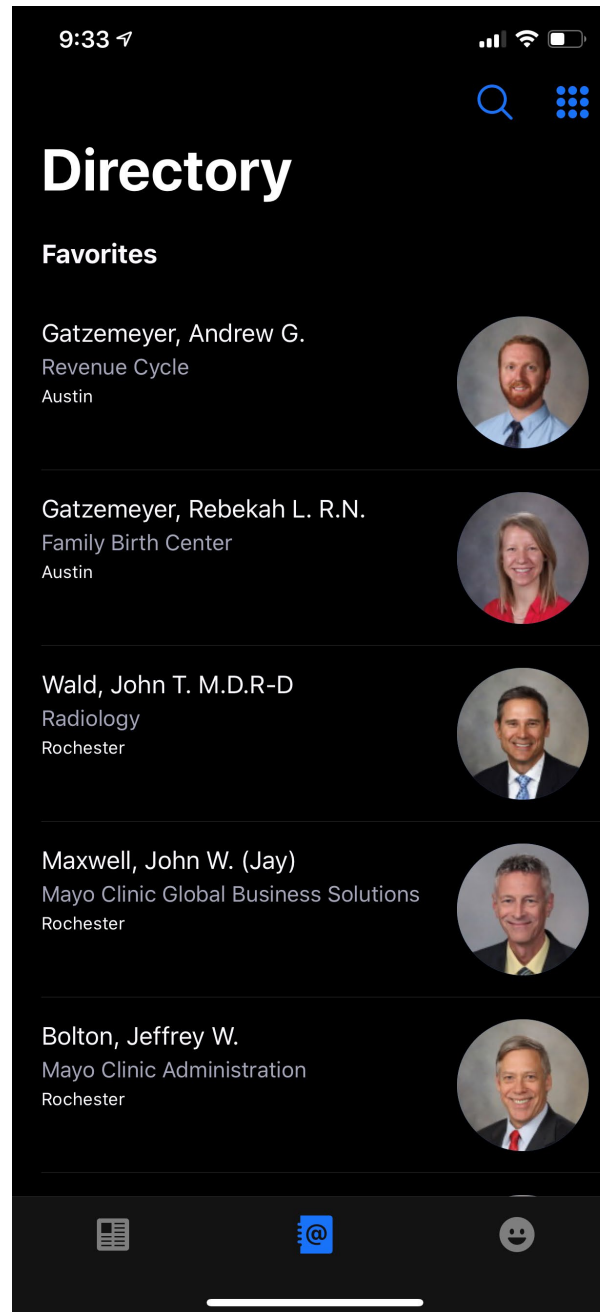 9:33
Directory
Favorites
Gatzemeyer, Andrew G.
Revenue Cycle
Austin
Gatzemeyer, Rebekah L. R.N.
Family Birth Center
Austin
Wald, John T. M.D.R-D
Radiology
Rochester
Maxwell, John W. (Jay)
Mayo Clinic Global Business Solutions
Rochester
Bolton, Jeffrey W.
Mayo Clinic Administration
Rochester
@